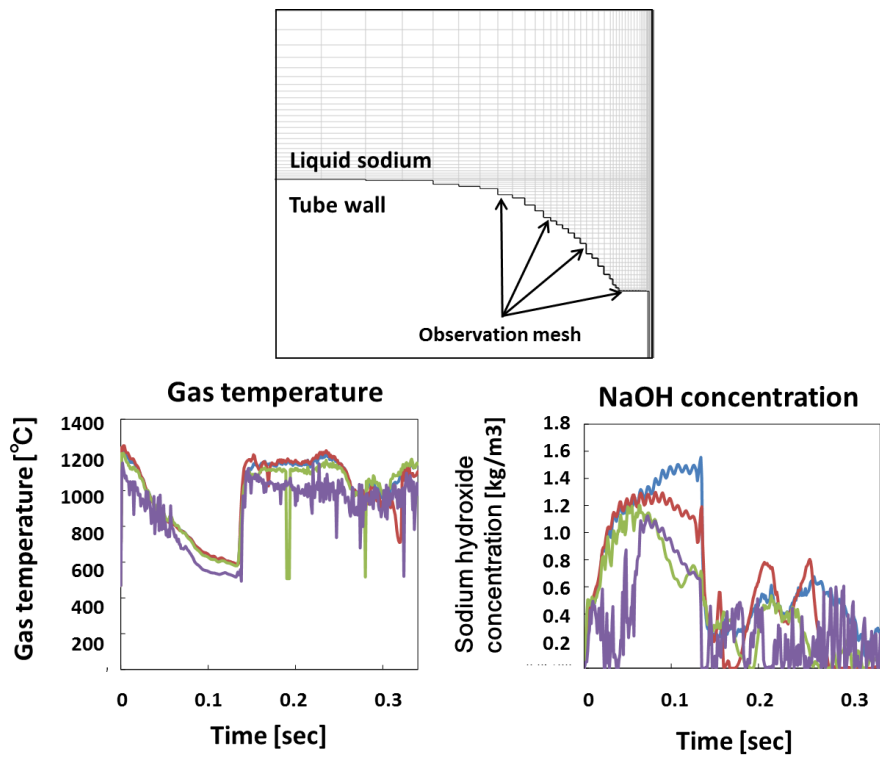 Liquid sodium
Tube wall
Observation mesh
Gas temperature
Gas temperature [℃]
1400
1200
1000
800
600
400
200
0
0.1
0.2
0.3
Time [sec]
NaOH concentration
Sodium hydroxide
concentration [kg/m3]
1.8
1.6
1.4
1.2
1.0
0.8
0.6
0.4
0.2
0
0.1
0.2
0.3
Time [sec]